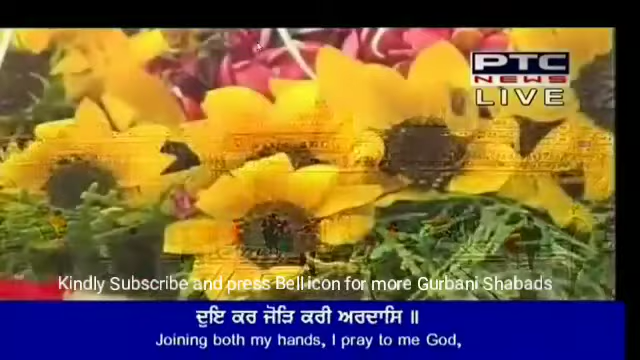 PTC
NEWS
LIVE
Kindly Subscribe and press Bell icon for more Gurbani Shabads
ਦੁਇ ਕਰ ਜੋੜਿ ਕਰੀ ਅਰਦਾਸਿ ॥
Joining both my hands, I pray to me God,